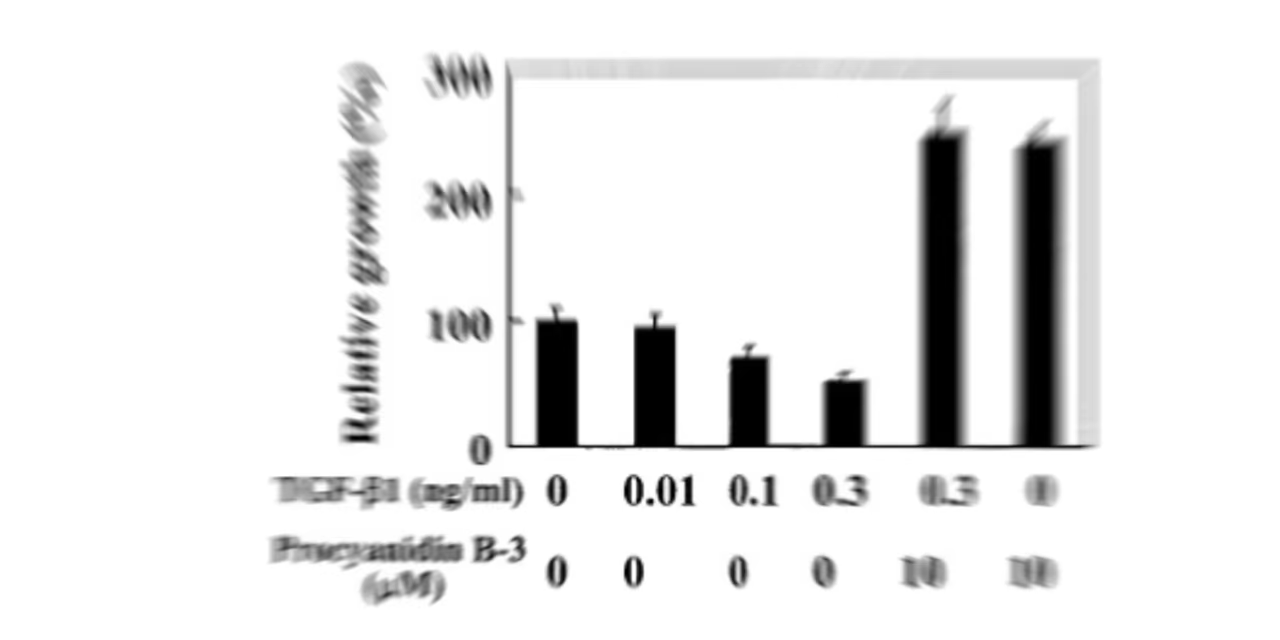 Relative growth (%)
300
200
100
0
TGF-β1 (ng/ml) 0 0.01 0.1 0.3 0.3 0
Procyanidin B-3 (μM) 0 0 0 0 10 10